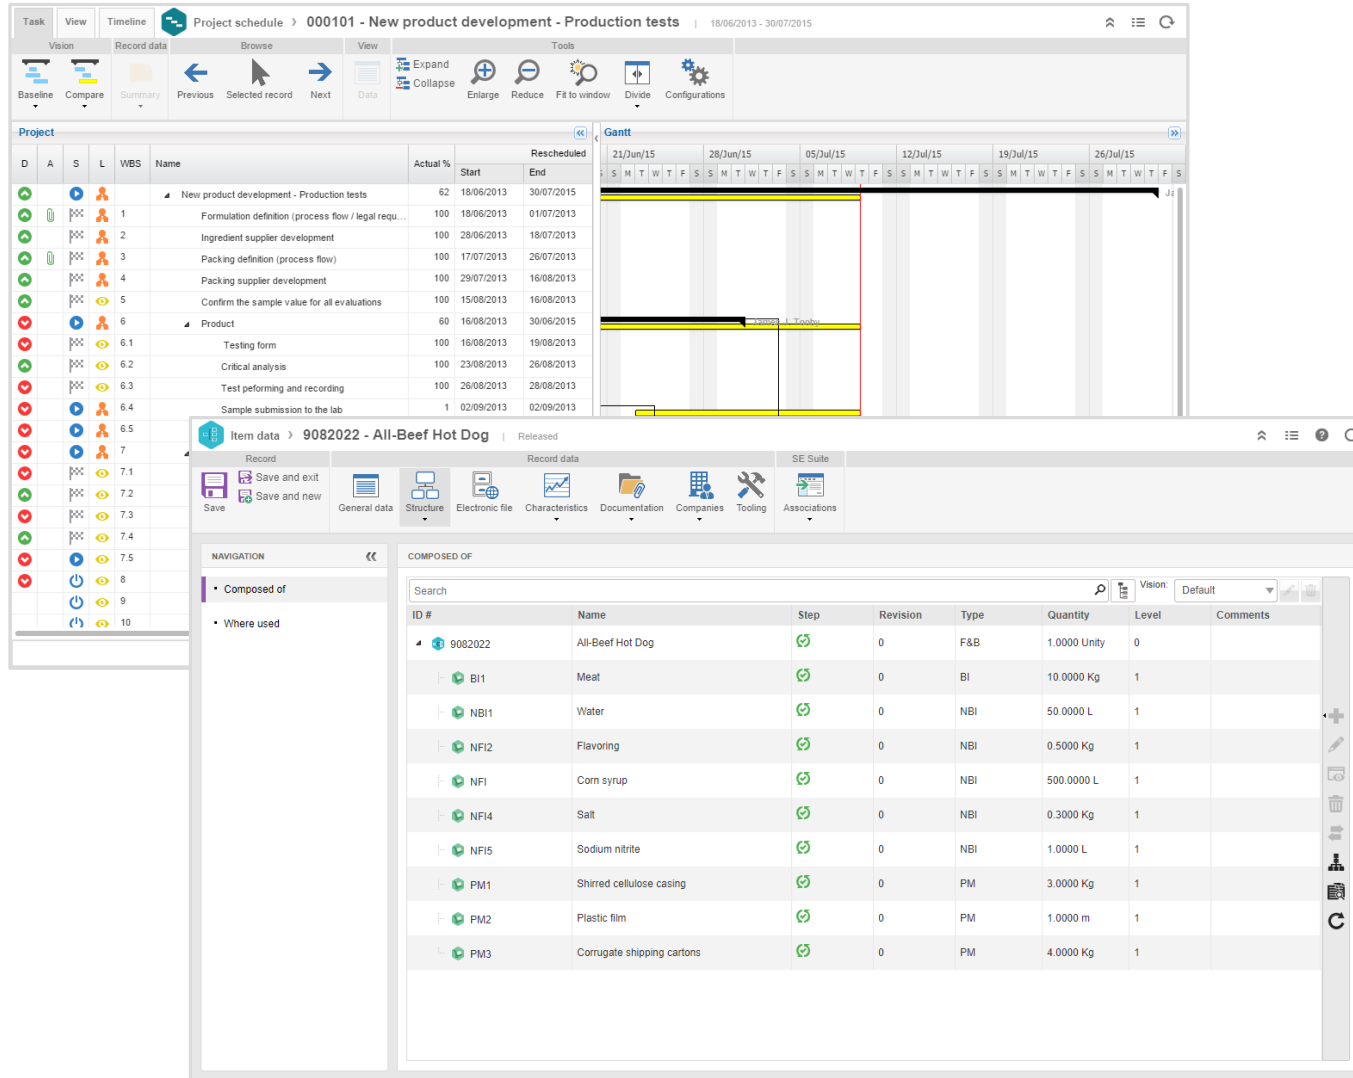 Task View Timeline Project schedule > 000101 - New product development - Production tests | 18/06/2013 - 30/07/2015
Vision Record data Browse View Tools
Baseline Compare Summary Previous Selected record Next Data Expand Collapse Enlarge Reduce Fit to window Divide Configurations
Project Gantt
D A S L WBS Name Actual % Rescheduled 21/Jun/15 28/Jun/15 05/Jul/15 12/Jul/15 19/Jul/15 26/Jul/15
Start End S M T W T F S S M T W T F S S M T W T F S S M T W T F S S M T W T F S S M T W T F S
New product development - Production tests 62 18/06/2013 30/07/2015 Ja
1 Formulation definition (process flow / legal requ... 100 18/06/2013 01/07/2013
2 Ingredient supplier development 100 28/06/2013 18/07/2013
3 Packing definition (process flow) 100 17/07/2013 26/07/2013
4 Packing supplier development 100 29/07/2013 16/08/2013
5 Confirm the sample value for all evaluations 100 15/08/2013 16/08/2013
6 Product 60 16/08/2013 30/06/2015 James J. Tooby
6.1 Testing form 100 16/08/2013 19/08/2013
6.2 Critical analysis 100 23/08/2013 26/08/2013
6.3 Test peforming and recording 100 26/08/2013 28/08/2013
6.4 Sample submission to the lab 1 02/09/2013 02/09/2013
6.5
7
7.1
7.2
7.3
7.4
7.5
8
9
10
Item data > 9082022 - All-Beef Hot Dog | Released
Record Record data SE Suite
Save Save and exit Save and new General data Structure Electronic file Characteristics Documentation Companies Tooling Associations
NAVIGATION COMPOSED OF
Composed of
Where used
Search Vision: Default
ID # Name Step Revision Type Quantity Level Comments
9082022 All-Beef Hot Dog 0 F&B 1.0000 Unity 0
BI1 Meat 0 BI 10.0000 Kg 1
NBI1 Water 0 NBI 50.0000 L 1
NFI2 Flavoring 0 NBI 0.5000 Kg 1
NFI Corn syrup 0 NBI 500.0000 L 1
NFI4 Salt 0 NBI 0.3000 Kg 1
NFI5 Sodium nitrite 0 NBI 1.0000 L 1
PM1 Shirred cellulose casing 0 PM 3.0000 Kg 1
PM2 Plastic film 0 PM 1.0000 m 1
PM3 Corrugate shipping cartons 0 PM 4.0000 Kg 1